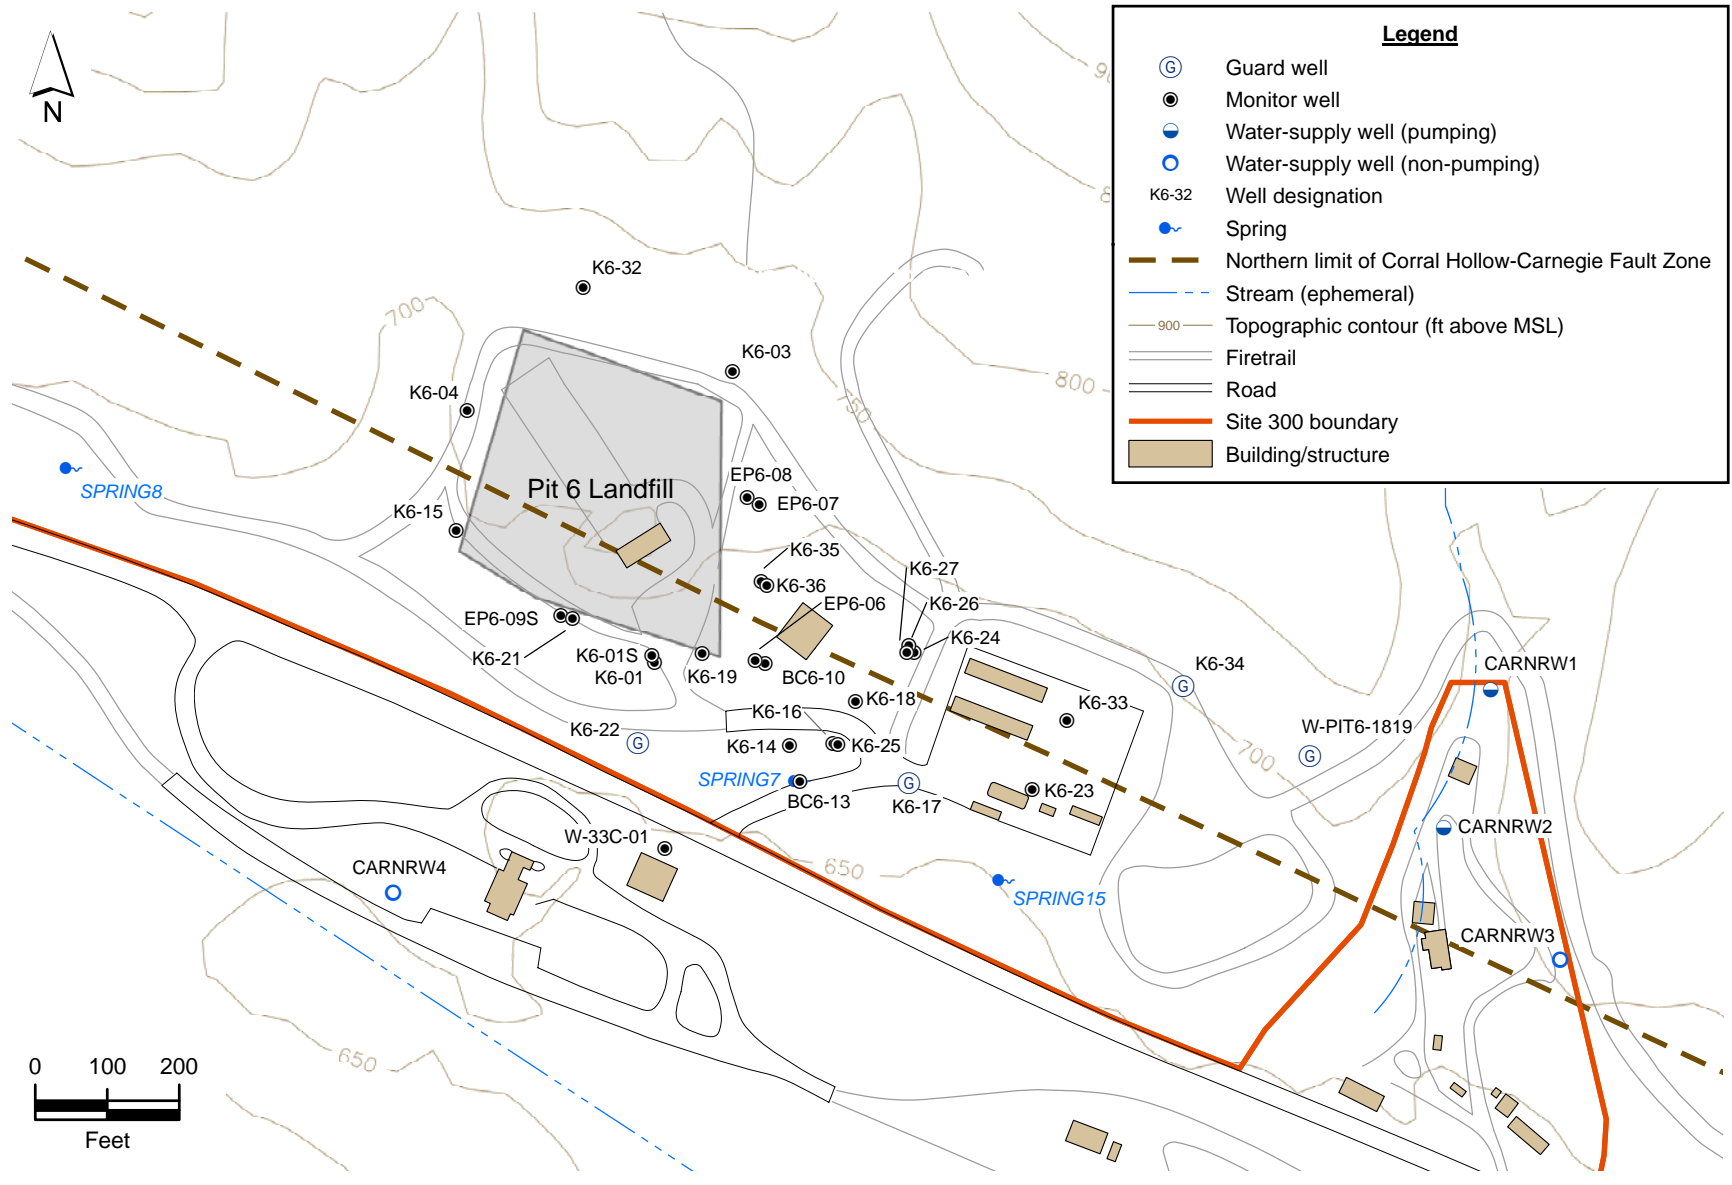 Legend
Guard well
Monitor well
Water-supply well (pumping)
Water-supply well (non-pumping)
K6-32 Well designation
Spring
Northern limit of Corral Hollow-Carnegie Fault Zone
Stream (ephemeral)
900 Topographic contour (ft above MSL)
Firetrail
Road
Site 300 boundary
Building/structure
G
N
K6-32
700
K6-03
800
750
K6-04
SPRING8
Pit 6 Landfill
EP6-08
EP6-07
K6-15
K6-35
K6-36
K6-27
EP6-06
K6-26
EP6-09S
K6-24
K6-21
K6-01S
K6-01
K6-19
BC6-10
K6-34
CARNRW1
K6-18
K6-33
K6-16
K6-22
G
K6-14
K6-25
G
W-PIT6-1819
G
700
SPRING7
BC6-13
G
K6-17
K6-23
W-33C-01
CARNRW2
CARNRW4
650
SPRING15
CARNRW3
650
0 100 200
Feet